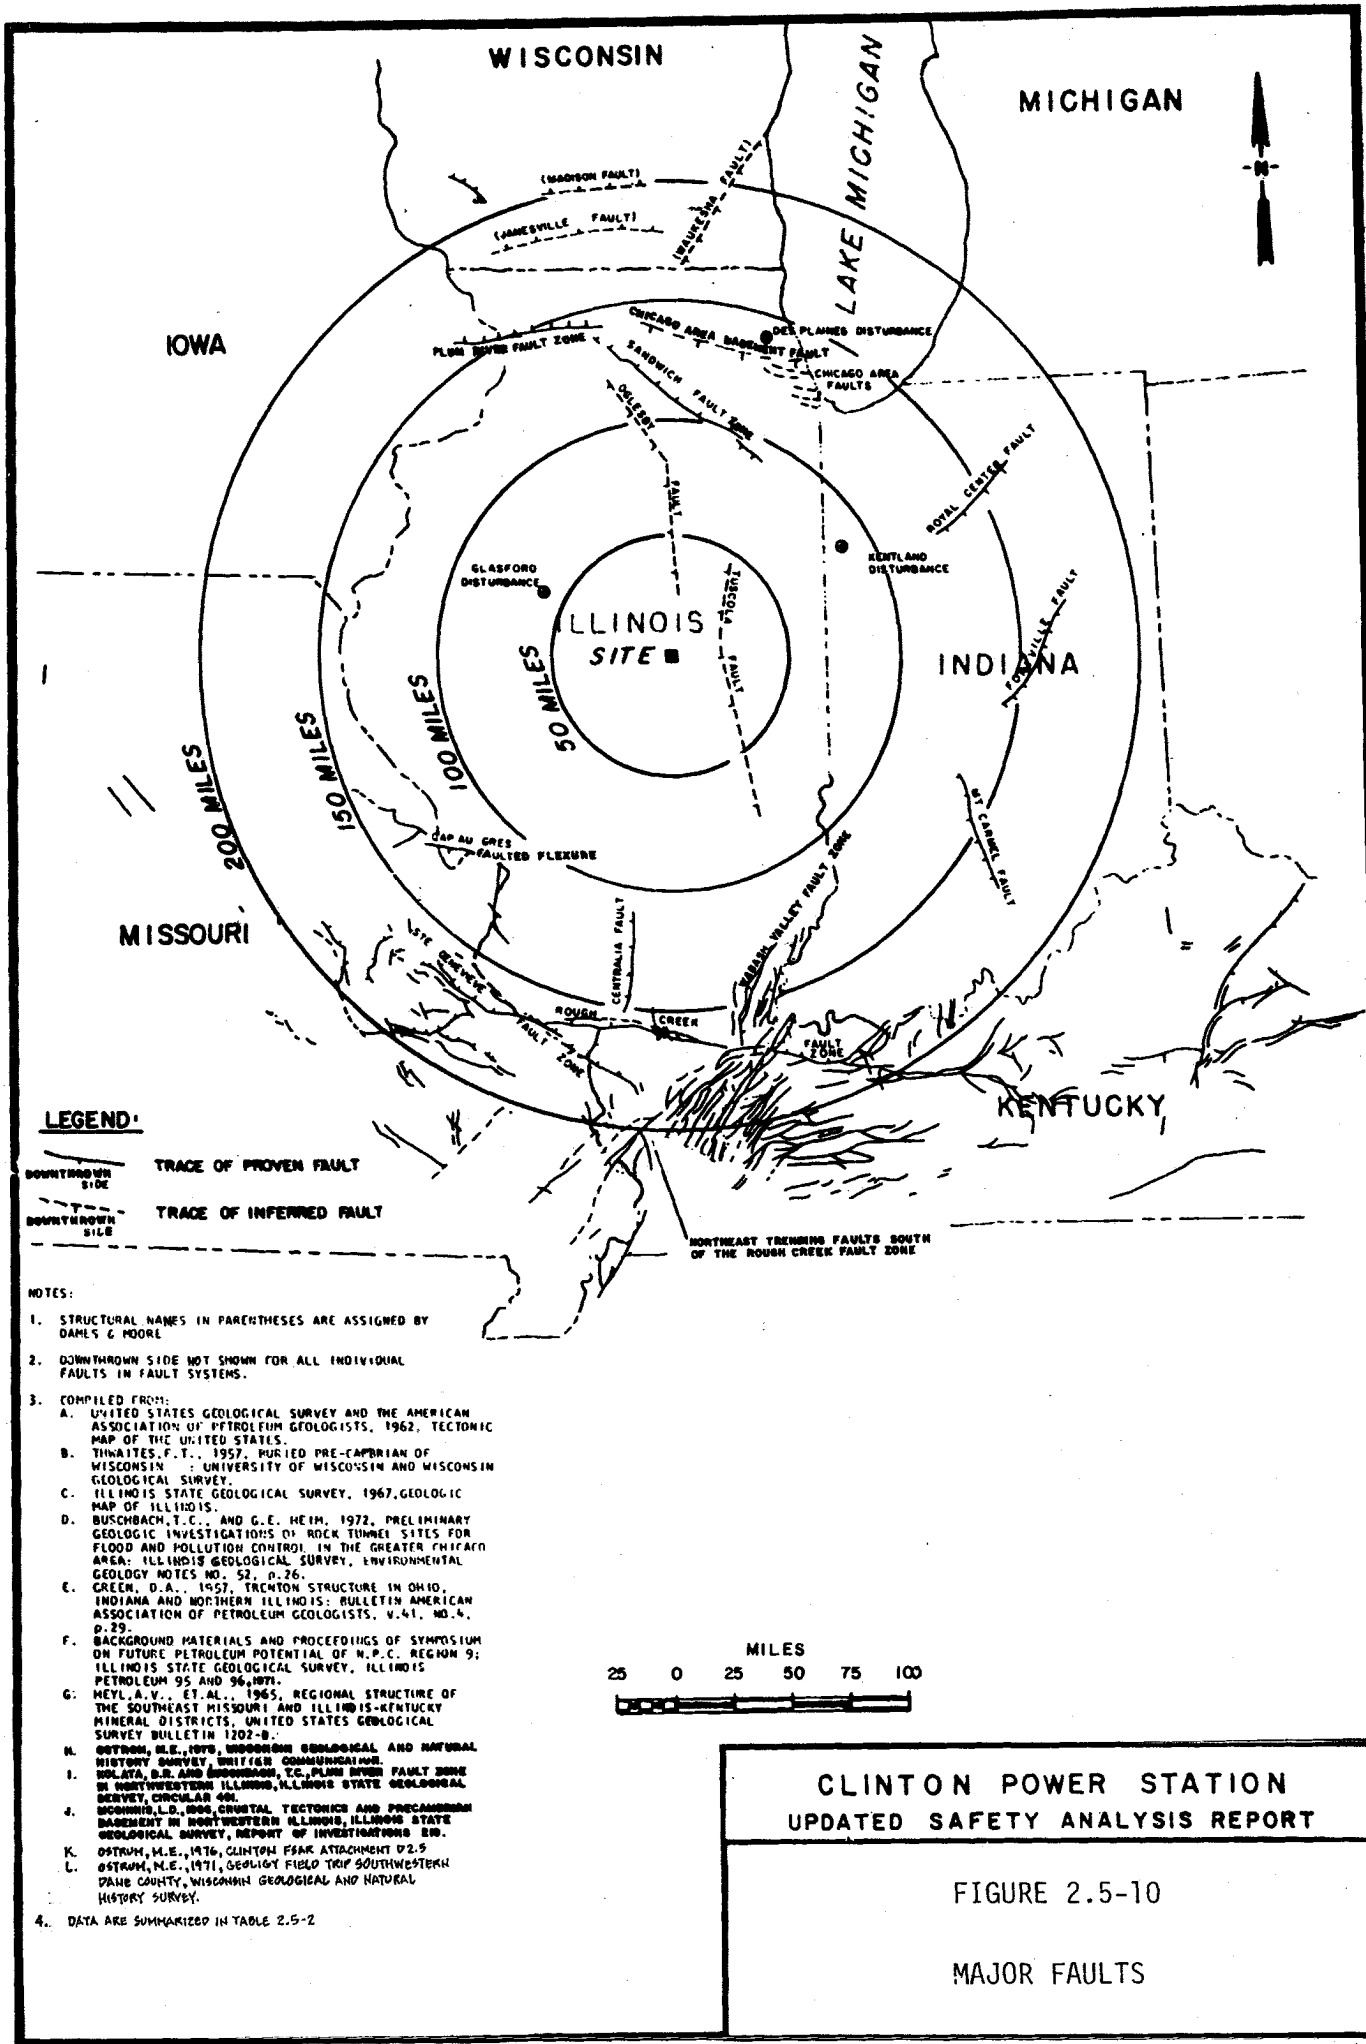 WISCONSIN
MICHIGAN
LAKE MICHIGAN
N
(MADISON FAULT)
(JANESVILLE FAULT)
(WAUKESHA FAULT)
IOWA
PLUM RIVER FAULT ZONE
CHICAGO AREA BASEMENT FAULT
DES PLAINES DISTURBANCE
CHICAGO AREA
FAULTS
SANDWICH FAULT ZONE
OGLESBY FAULT
ROYAL CENTER FAULT
KENTLAND
DISTURBANCE
GLASFORD
DISTURBANCE
TUSCOLA FAULT
ILLINOIS
SITE
INDIANA
FORTVILLE FAULT
50 MILES
100 MILES
150 MILES
200 MILES
MT CARMEL FAULT
CAP AU GRES
FAULTED FLEXURE
WABASH VALLEY FAULT ZONE
MISSOURI
CENTRALIA FAULT
STE GENEVIEVE FAULT ZONE
ROUGH CREEK FAULT
ZONE
KENTUCKY
NORTHEAST TRENDING FAULTS SOUTH
OF THE ROUGH CREEK FAULT ZONE
LEGEND:
DOWNTHROWN
SIDE
TRACE OF PROVEN FAULT
DOWNTHROWN
SILE
TRACE OF INFERRED FAULT
NOTES:
1. STRUCTURAL NAMES IN PARENTHESES ARE ASSIGNED BY
DAMES & MOORE
2. DOWNTHROWN SIDE NOT SHOWN FOR ALL INDIVIDUAL
FAULTS IN FAULT SYSTEMS.
3. COMPILED FROM:
A. UNITED STATES GEOLOGICAL SURVEY AND THE AMERICAN
ASSOCIATION OF PETROLEUM GEOLOGISTS, 1962, TECTONIC
MAP OF THE UNITED STATES.
B. THWAITES, F.T., 1957, BURIED PRE-CAMBRIAN OF
WISCONSIN : UNIVERSITY OF WISCONSIN AND WISCONSIN
GEOLOGICAL SURVEY.
C. ILLINOIS STATE GEOLOGICAL SURVEY, 1967, GEOLOGIC
MAP OF ILLINOIS.
D. BUSCHBACH, T.C., AND G.E. HEIM, 1972, PRELIMINARY
GEOLOGIC INVESTIGATIONS OF ROCK TUNNEL SITES FOR
FLOOD AND POLLUTION CONTROL IN THE GREATER CHICAGO
AREA: ILLINOIS GEOLOGICAL SURVEY, ENVIRONMENTAL
GEOLOGY NOTES NO. 52, p.26.
E. GREEN, D.A., 1957, TRENTON STRUCTURE IN OHIO,
INDIANA AND NORTHERN ILLINOIS: BULLETIN AMERICAN
ASSOCIATION OF PETROLEUM GEOLOGISTS, V.41, NO.4,
p.29.
F. BACKGROUND MATERIALS AND PROCEEDINGS OF SYMPOSIUM
ON FUTURE PETROLEUM POTENTIAL OF N.P.C. REGION 9;
ILLINOIS STATE GEOLOGICAL SURVEY, ILLINOIS
PETROLEUM 95 AND 96, 1971.
G. HEYL, A.V., ET.AL., 1965, REGIONAL STRUCTURE OF
THE SOUTHEAST MISSOURI AND ILLINOIS-KENTUCKY
MINERAL DISTRICTS, UNITED STATES GEOLOGICAL
SURVEY BULLETIN 1202-B.
H. OSTROM, M.E., WISCONSIN GEOLOGICAL AND NATURAL
HISTORY SURVEY, WRITTEN COMMUNICATION.
I. KOLATA, D.R. AND BUSCHBACH, T.C., PLUM RIVER FAULT ZONE
IN NORTHWESTERN ILLINOIS, ILLINOIS STATE GEOLOGICAL
SERVEY, CIRCULAR 491.
J. MCGINNIS, L.D., 1966, CRUSTAL TECTONICS AND PRECAMBRIAN
BASEMENT IN NORTHEASTERN ILLINOIS, ILLINOIS STATE
GEOLOGICAL SURVEY, REPORT OF INVESTIGATIONS
K. OSTRUM, M.E., 1976, CLINTON FSAR ATTACHMENT D2.5
L. OSTRUM, M.E., 1971, GEOLIGY FIELD TRIP SOUTHWESTERN
DANE COUNTY, WISCONSIN GEOLOGICAL AND NATURAL
HISTORY SURVEY.
4. DATA ARE SUMMARIZED IN TABLE 2.5-2
MILES
25 0 25 50 75 100
CLINTON POWER STATION
UPDATED SAFETY ANALYSIS REPORT
FIGURE 2.5-10
MAJOR FAULTS